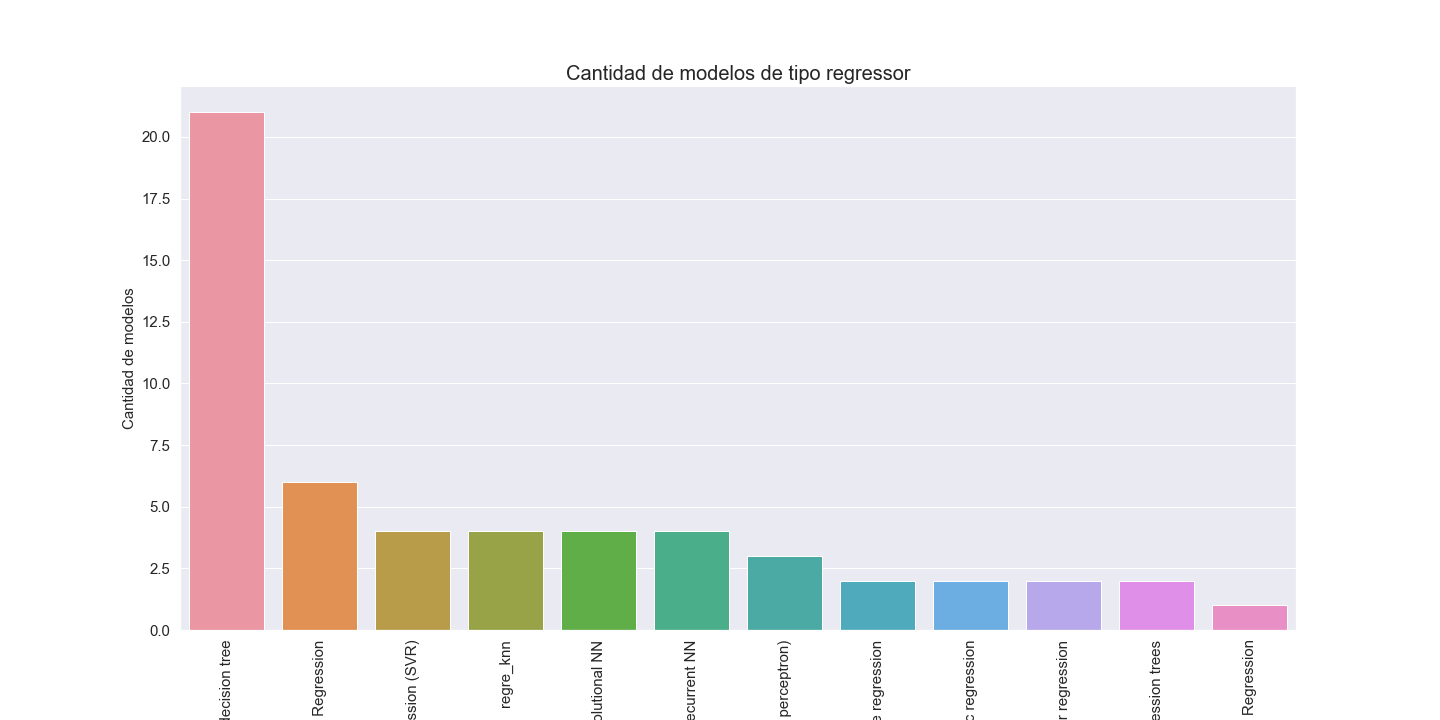 Cantidad de modelos de tipo regressor
Cantidad de modelos
20.0
17.5
15.0
12.5
10.0
7.5
5.0
2.5
0.0
decision tree
Regression
ssion (SVR)
regre_knn
olutional NN
ecurrent NN
perceptron)
e regression
c regression
r regression
ession trees
Regression